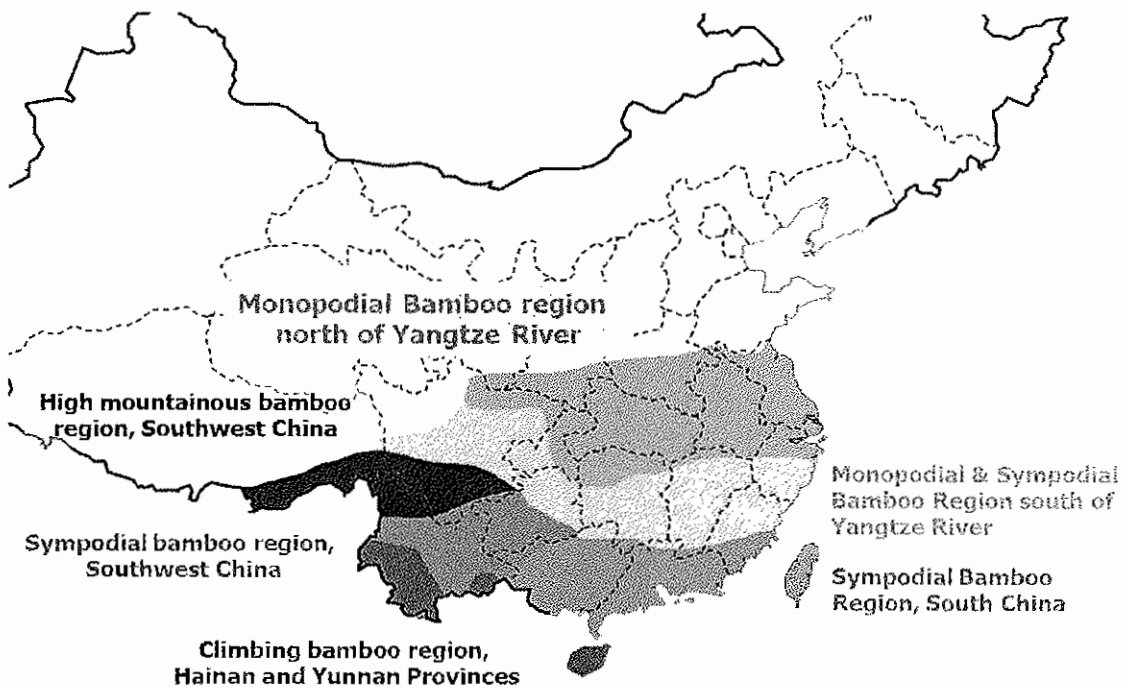 Monopodial Bamboo region
north of Yangtze River
High mountainous bamboo
region, Southwest China
Monopodial & Sympodial
Bamboo Region south of
Yangtze River
Sympodial bamboo region,
Southwest China
Sympodial Bamboo
Region, South China
Climbing bamboo region,
Hainan and Yunnan Provinces